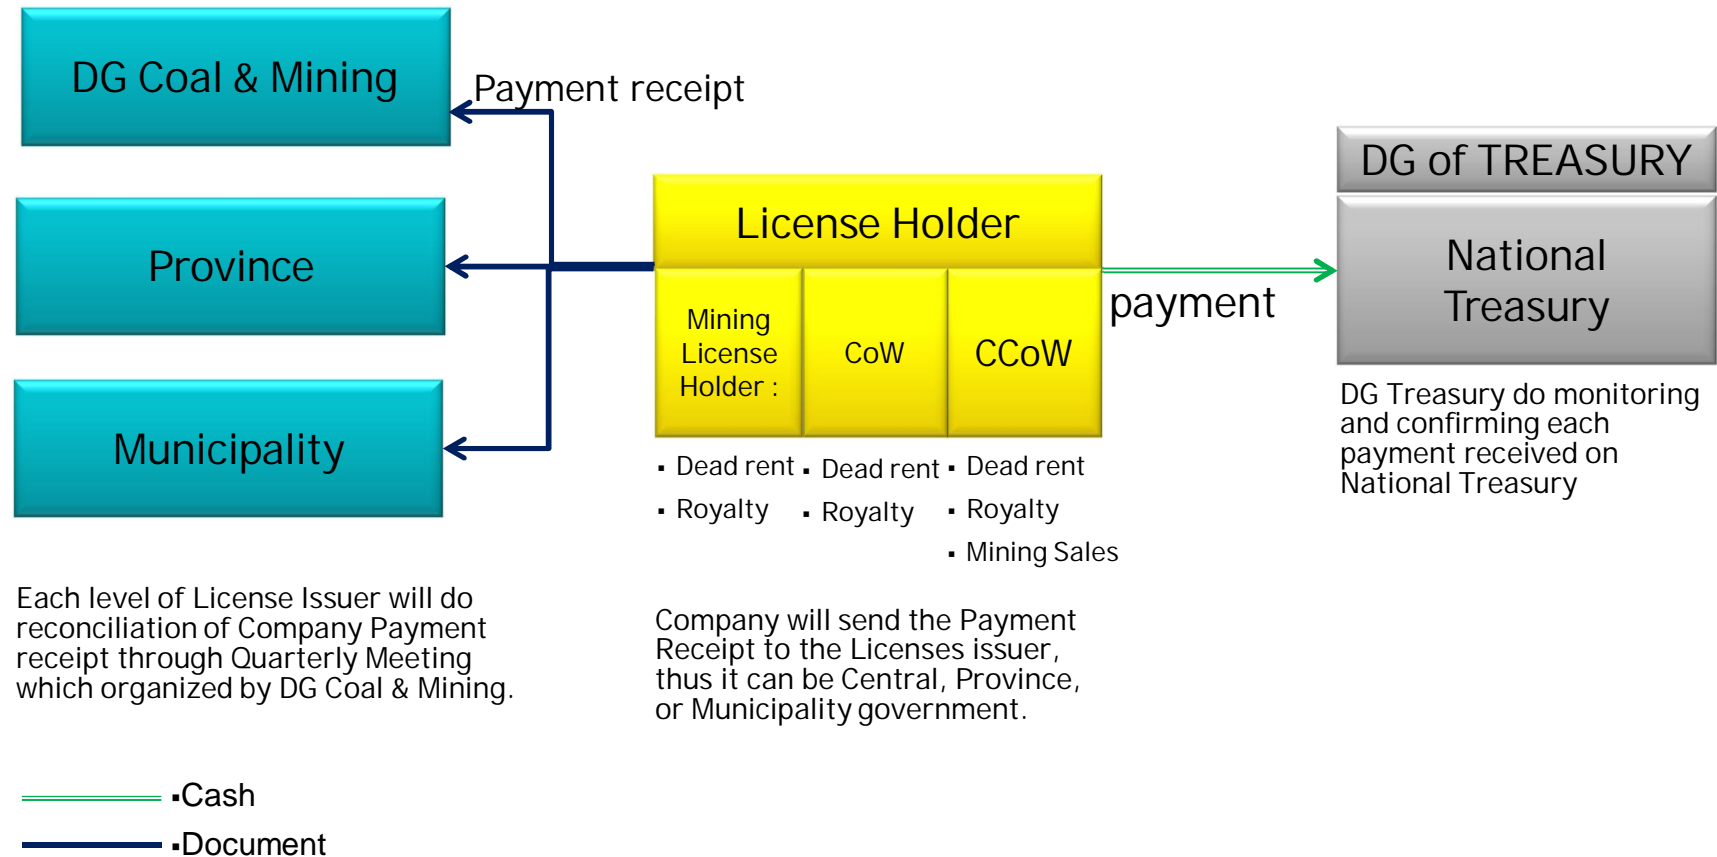 DG Coal & Mining
Payment receipt
Province
Municipality
License Holder
Mining
License
Holder :
CoW
CCoW
payment
DG of TREASURY
National
Treasury
▪ Dead rent
▪ Royalty
▪ Dead rent
▪ Royalty
▪ Dead rent
▪ Royalty
▪ Mining Sales
DG Treasury do monitoring
and confirming each
payment received on
National Treasury
Each level of License Issuer will do
reconciliation of Company Payment
receipt through Quarterly Meeting
which organized by DG Coal & Mining.
Company will send the Payment
Receipt to the Licenses issuer,
thus it can be Central, Province,
or Municipality government.
▪Cash
▪Document